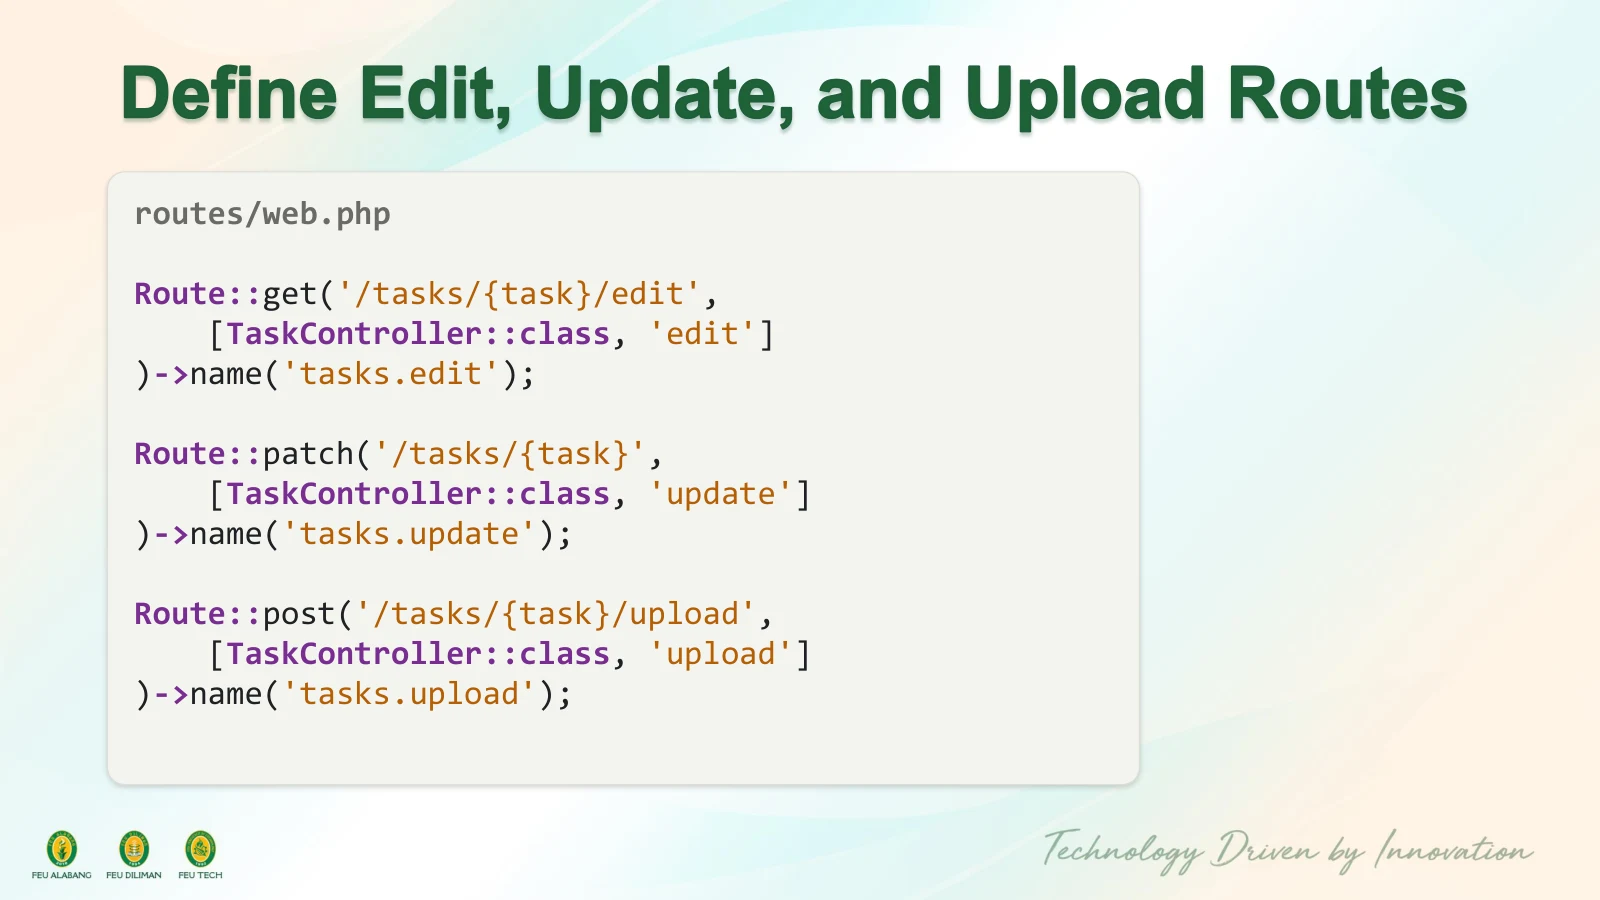 Define Edit, Update, and Upload Routes
routes/web.php
Route::get('/tasks/{task}/edit',
    [TaskController::class, 'edit']
)->name('tasks.edit');
Route::patch('/tasks/{task}',
    [TaskController::class, 'update']
)->name('tasks.update');
Route::post('/tasks/{task}/upload',
    [TaskController::class, 'upload']
)->name('tasks.upload');
FEU ALABANG
FEU DILIMAN
FEU TECH
Technology Driven by Innovation